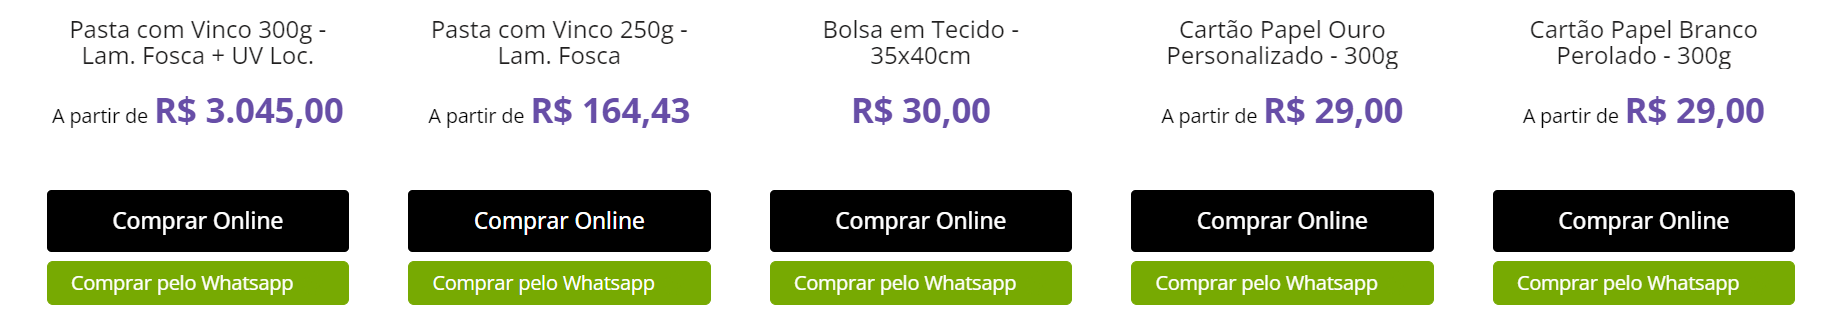 Pasta com Vinco 300g -
Lam. Fosca + UV Loc.
A partir de R$ 3.045,00
Comprar Online
Comprar pelo Whatsapp
Pasta com Vinco 250g -
Lam. Fosca
A partir de R$ 164,43
Comprar Online
Comprar pelo Whatsapp
Bolsa em Tecido -
35x40cm
R$ 30,00
Comprar Online
Comprar pelo Whatsapp
Cartão Papel Ouro
Personalizado - 300g
A partir de R$ 29,00
Comprar Online
Comprar pelo Whatsapp
Cartão Papel Branco
Perolado - 300g
A partir de R$ 29,00
Comprar Online
Comprar pelo Whatsapp